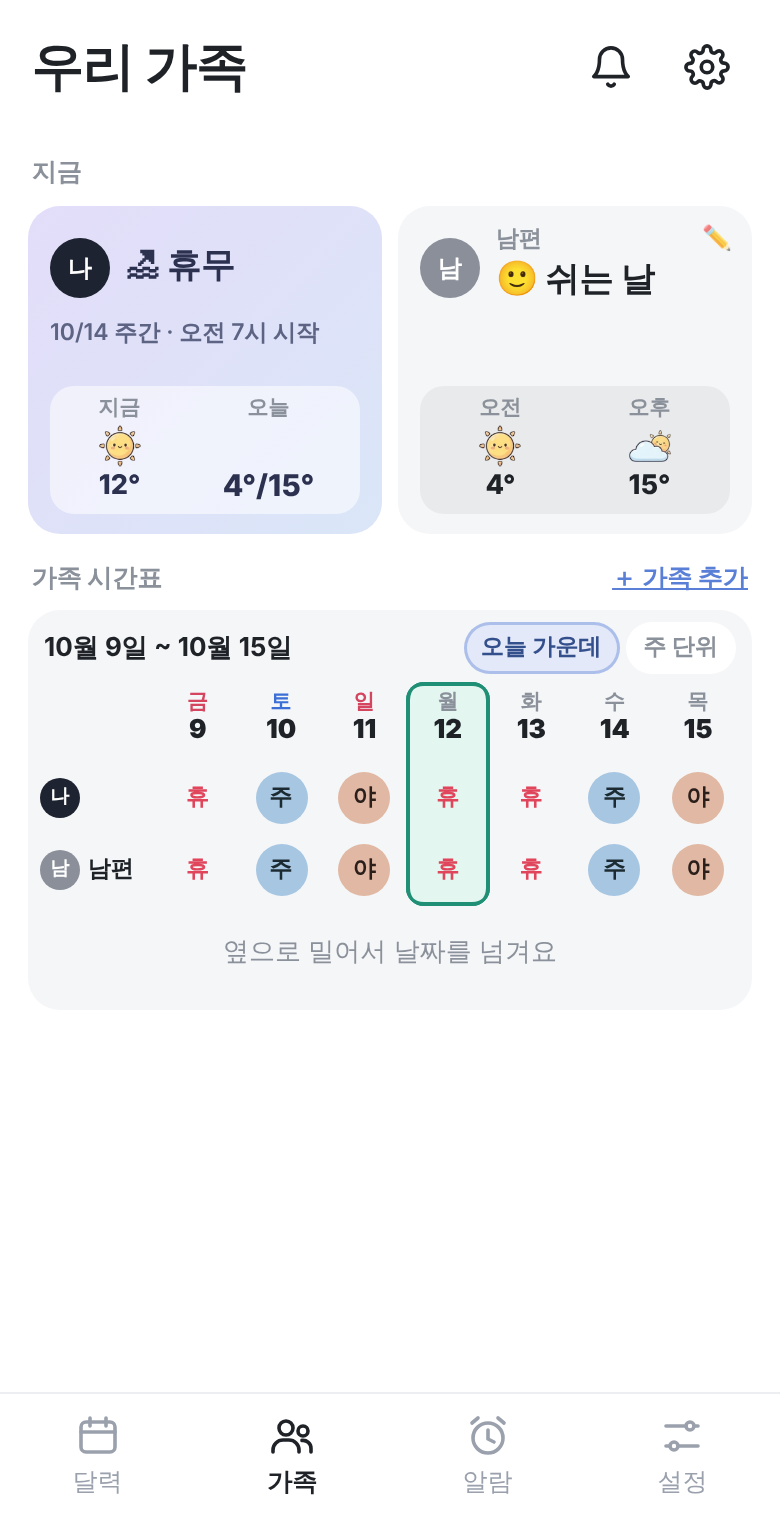 우리 가족
지금
나
휴무
10/14 주간 · 오전 7시 시작
지금 오늘
12° 4°/15°
남
남편
쉬는 날
오전 오후
4° 15°
가족 시간표
+ 가족 추가
10월 9일 ~ 10월 15일
오늘 가운데
주 단위
금 토 일 월 화 수 목
9 10 11 12 13 14 15
나 휴 주 야 휴 휴 주 야
남 남편 휴 주 야 휴 휴 주 야
옆으로 밀어서 날짜를 넘겨요
달력 가족 알람 설정